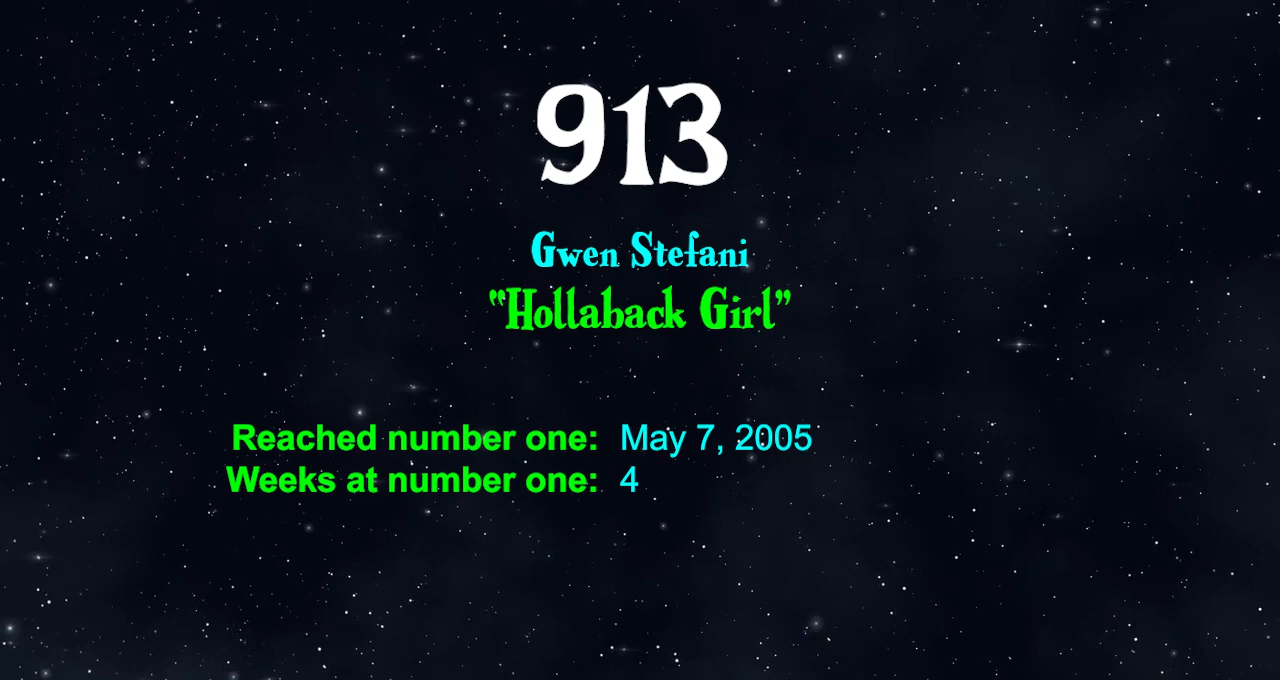 913
Gwen Stefani
“Hollaback Girl”
Reached number one: May 7, 2005
Weeks at number one: 4